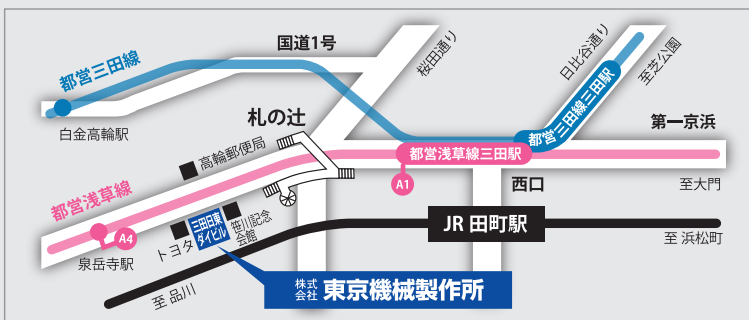 国道1号
桜田通り
日比谷通り
至芝公園
都営三田線
白金高輪駅
札の辻
都営三田線三田駅
第一京浜
高輪郵便局
都営浅草線三田駅
A1
西口
至大門
都営浅草線
A4
泉岳寺駅
トヨタ
三田日東
ダイビル
笹川記念
会館
JR 田町駅
至 浜松町
至 品川
株式
会社 東京機械製作所